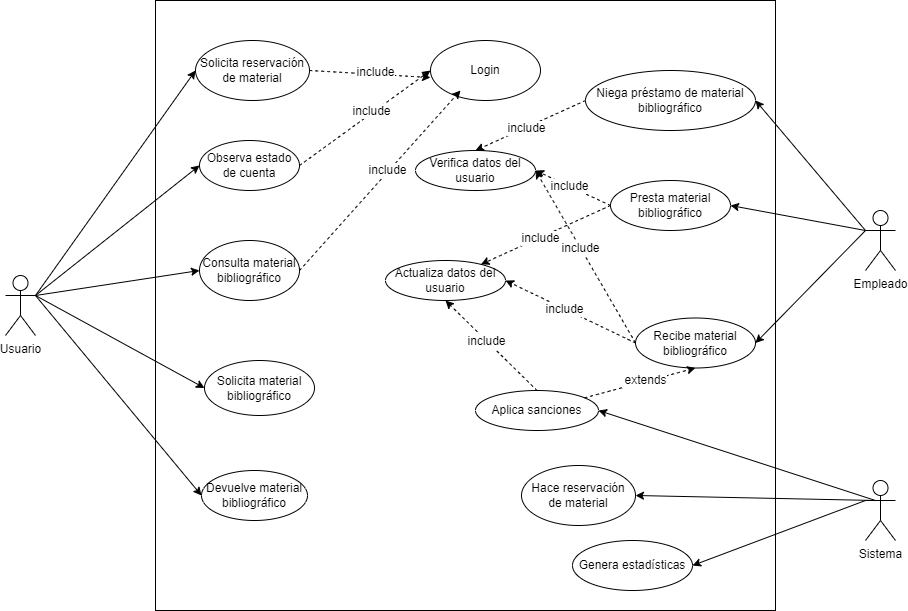 Solicita reservación
de material
include
Login
include
Niega préstamo de material
bibliográfico
include
Observa estado
de cuenta
Verifica datos del
usuario
include
include
Presta material
bibliográfico
include
include
Consulta material
bibliográfico
Actualiza datos del
usuario
Empleado
include
Usuario
include
Recibe material
bibliográfico
extends
Solicita material
bibliográfico
Aplica sanciones
Devuelve material
bibliográfico
Hace reservación
de material
Sistema
Genera estadísticas